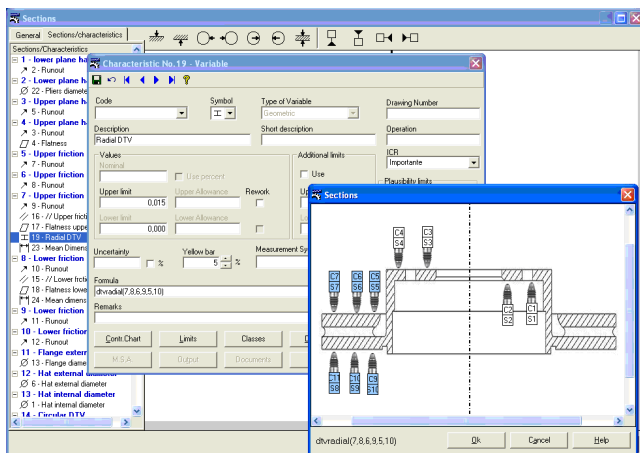 Sections
General Sections/characteristics
Sections/Characteristics
1 - lower plane ha
2 - Runout
2 - Lower plane h
22 - Pliers diamete
3 - Upper plane h
5 - Runout
4 - Upper plane h
3 - Runout
4 - Flatness
5 - Upper friction
7 - Runout
6 - Upper friction
8 - Runout
7 - Upper friction
9 - Runout
16 - // Upper fricti
17 - Flatness uppe
19 - Radial DTV
23 - Mean Dimens
8 - Lower friction
10 - Runout
15 - // Lower fricti
18 - Flatness lowe
24 - Mean dimens
9 - Lower friction
11 - Runout
10 - Lower friction
12 - Runout
11 - Flange extern
13 - Flange diame
12 - Hat external diameter
6 - Hat external diameter
13 - Hat internal diameter
1 - Hat internal diameter
14 - Circular DTV
Characteristic No.19 - Variable
Code Symbol Type of Variable Drawing Number
Geometric
Description Short description Operation
Radial DTV
Values Additional limits ICR
Nominal Use percent Use Importante
Plausibility limits
Upper limit Upper Allowance Rework Up
0,015
Lower limit Lower Allowance Lo
0,000
Uncertainty Yellow bar Measurement Sy
% 5 %
Formula
dtvradial(7,8,6,9,5,10)
Remarks
Contr.Chart Limits Classes
M.S.A. Output Documents
Sections
C4 C3
S4 S3
C7 C6 C5
S7 S6 S5
C2 C1
S2 S1
C11 C10 C9
S8 S9 S10
dtvradial(7,8,6,9,5,10) Ok Cancel Help